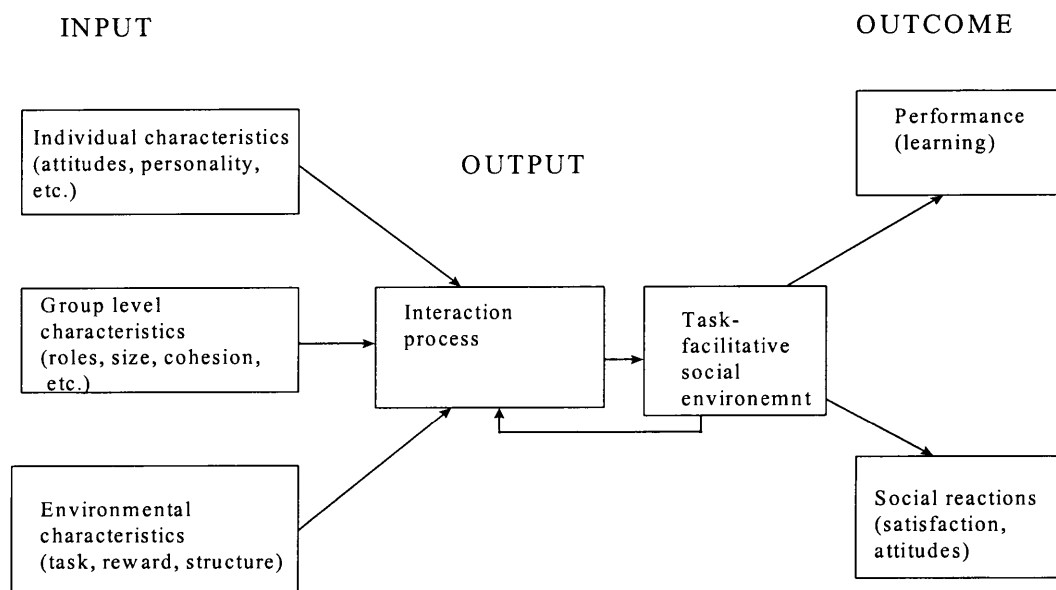 INPUT
OUTCOME
Individual characteristics
(attitudes, personality,
etc.)
OUTPUT
Performance
(learning)
Group level
characteristics
(roles, size, cohesion,
etc.)
Interaction
process
Task-
facilitative
social
environemnt
Environmental
characteristics
(task, reward, structure)
Social reactions
(satisfaction,
attitudes)